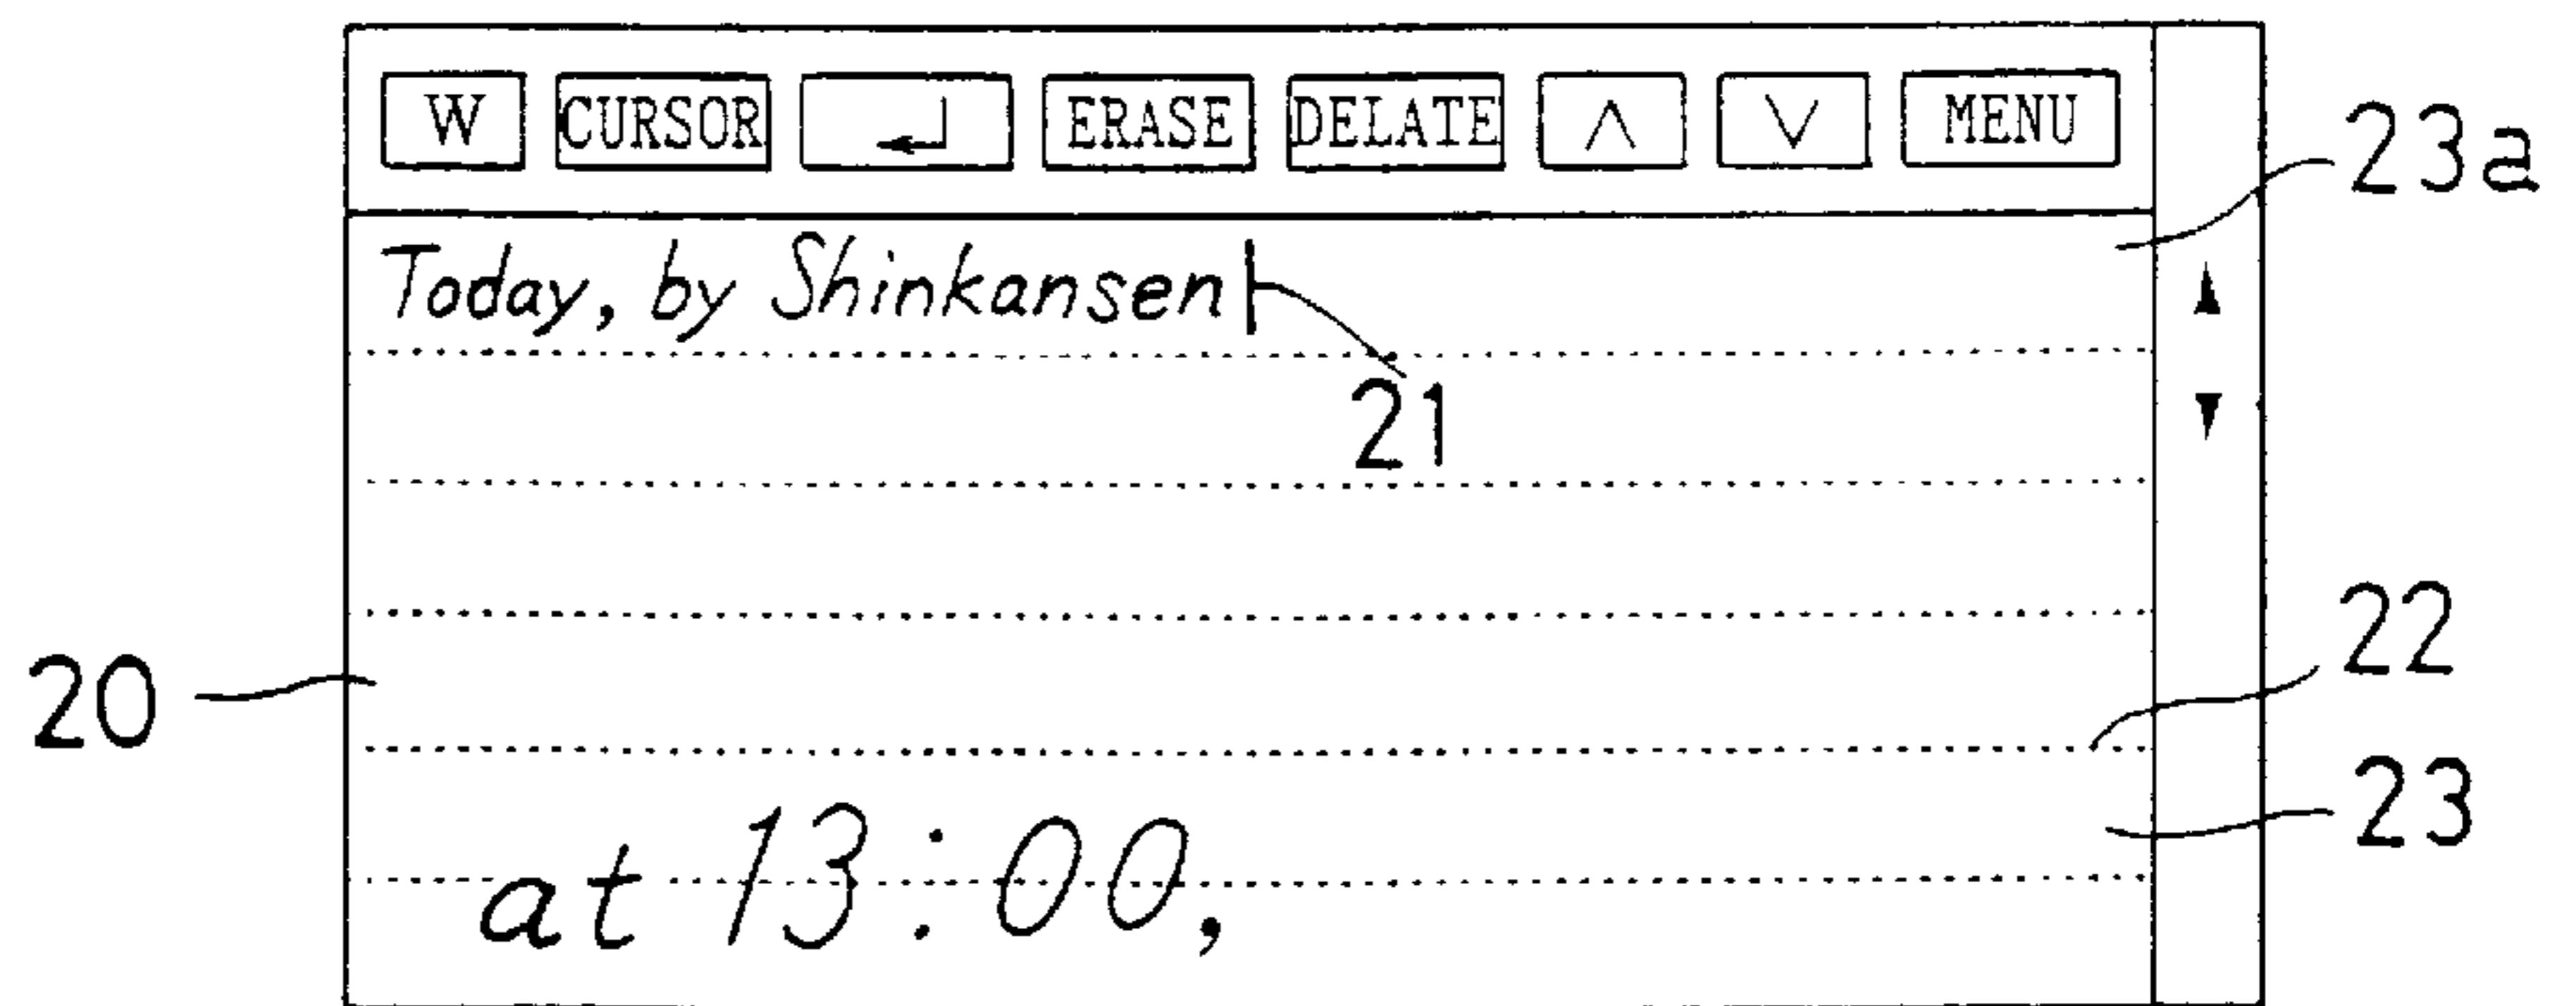 W CURSOR ERASE DELATE ∧ ∨ MENU
23a
Today, by Shinkansen
21
22
20
23
at 13:00,